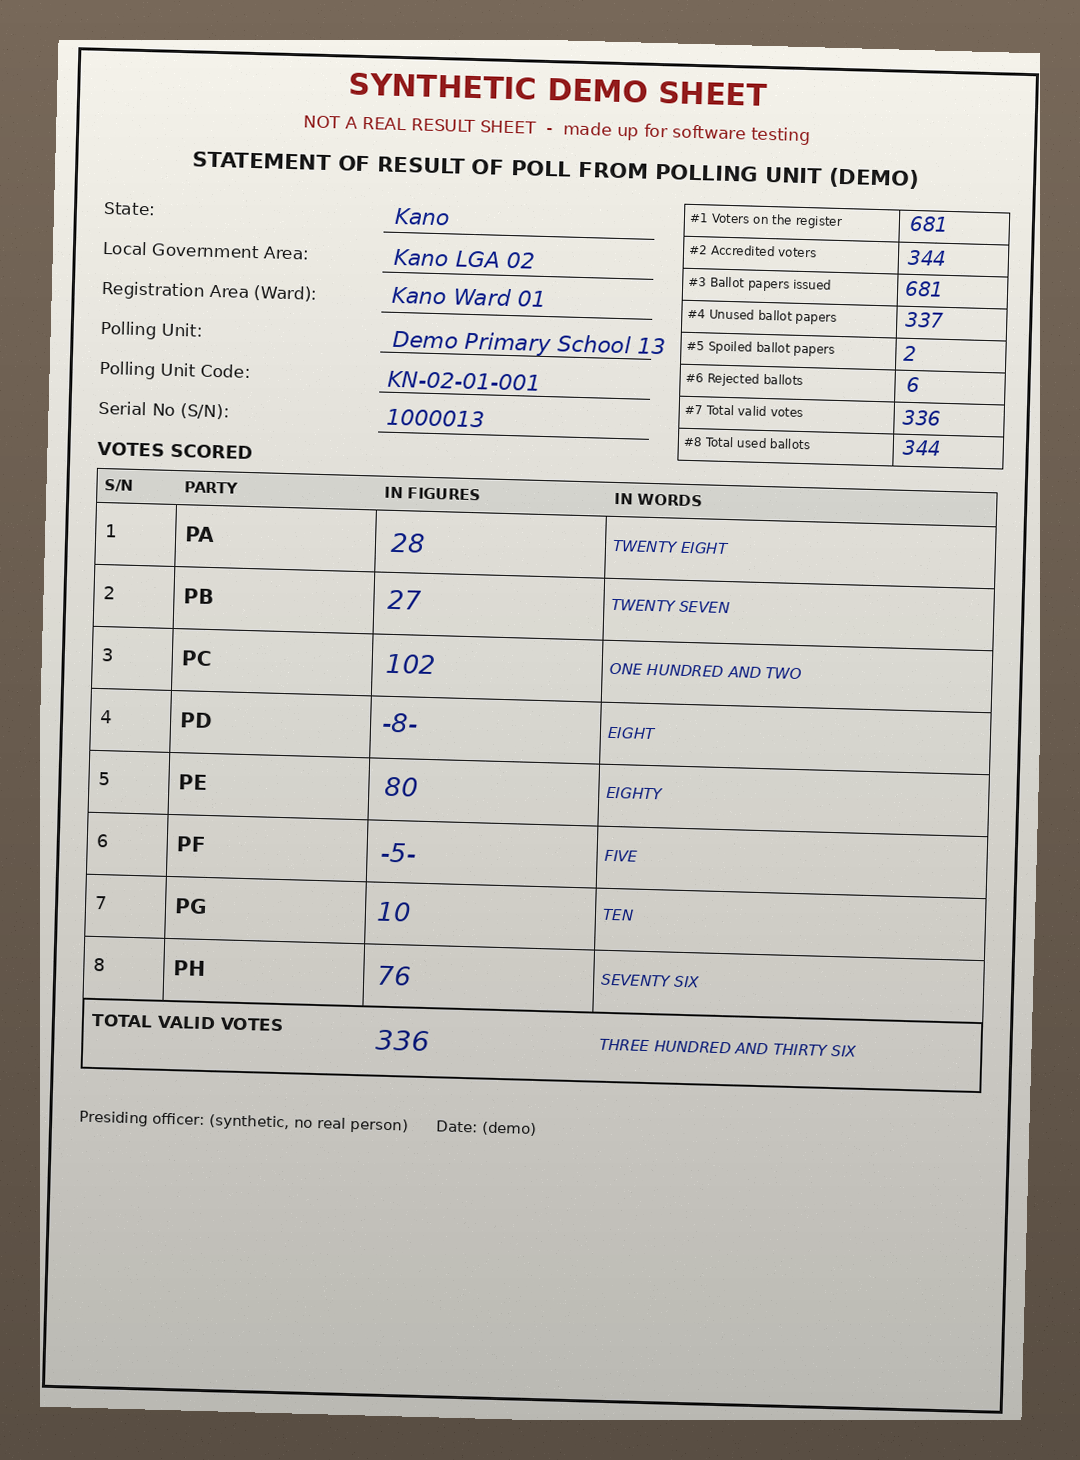 SYNTHETIC DEMO SHEET
NOT A REAL RESULT SHEET - made up for software testing
STATEMENT OF RESULT OF POLL FROM POLLING UNIT (DEMO)
State: Kano
Local Government Area: Kano LGA 02
Registration Area (Ward): Kano Ward 01
Polling Unit: Demo Primary School 13
Polling Unit Code: KN-02-01-001
Serial No (S/N): 1000013
#1 Voters on the register 681
#2 Accredited voters 344
#3 Ballot papers issued 681
#4 Unused ballot papers 337
#5 Spoiled ballot papers 2
#6 Rejected ballots 6
#7 Total valid votes 336
#8 Total used ballots 344
VOTES SCORED
S/N PARTY IN FIGURES IN WORDS
1 PA 28 TWENTY EIGHT
2 PB 27 TWENTY SEVEN
3 PC 102 ONE HUNDRED AND TWO
4 PD -8- EIGHT
5 PE 80 EIGHTY
6 PF -5- FIVE
7 PG 10 TEN
8 PH 76 SEVENTY SIX
TOTAL VALID VOTES 336 THREE HUNDRED AND THIRTY SIX
Presiding officer: (synthetic, no real person) Date: (demo)